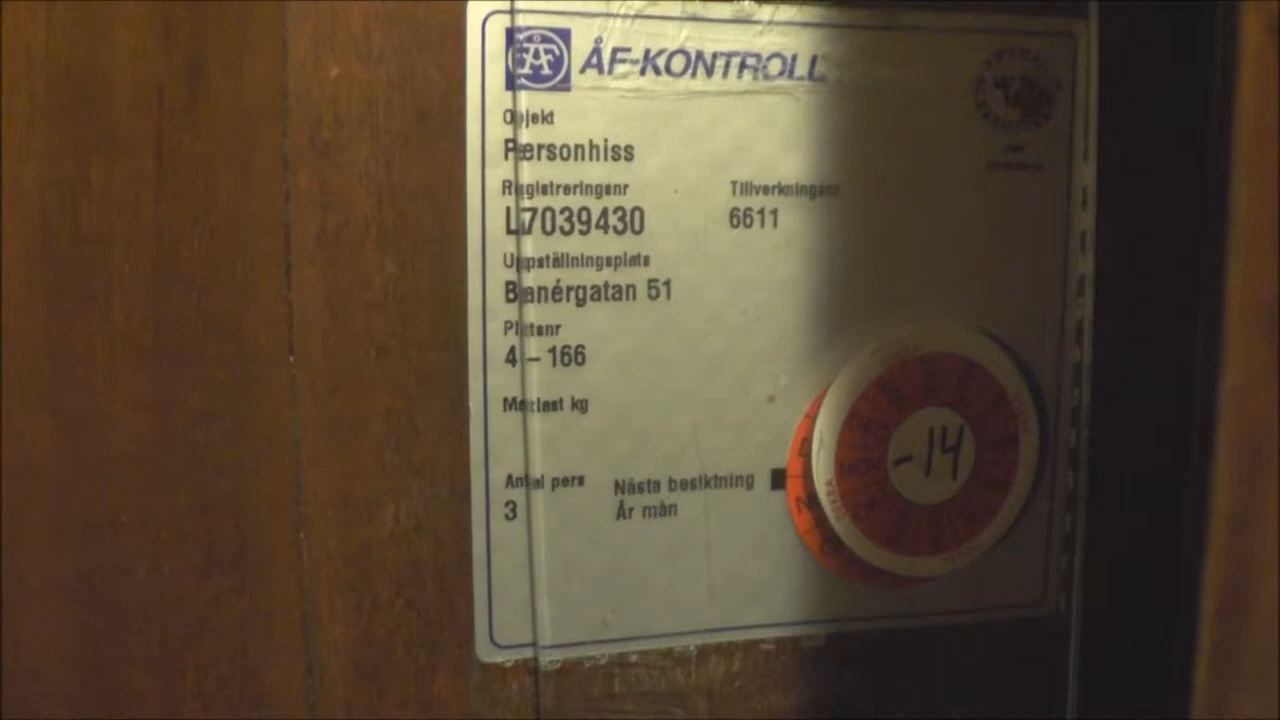 ÅF ÅF-KONTROLL
Objekt
Personhiss
Registreringsnr Tillverkningsnr
L7039430 6611
Uppställningsplats
Banérgatan 51
Platsnr
4 – 166
Maxlast kg
Antal pers Nästa besiktning
3 År mån
-14